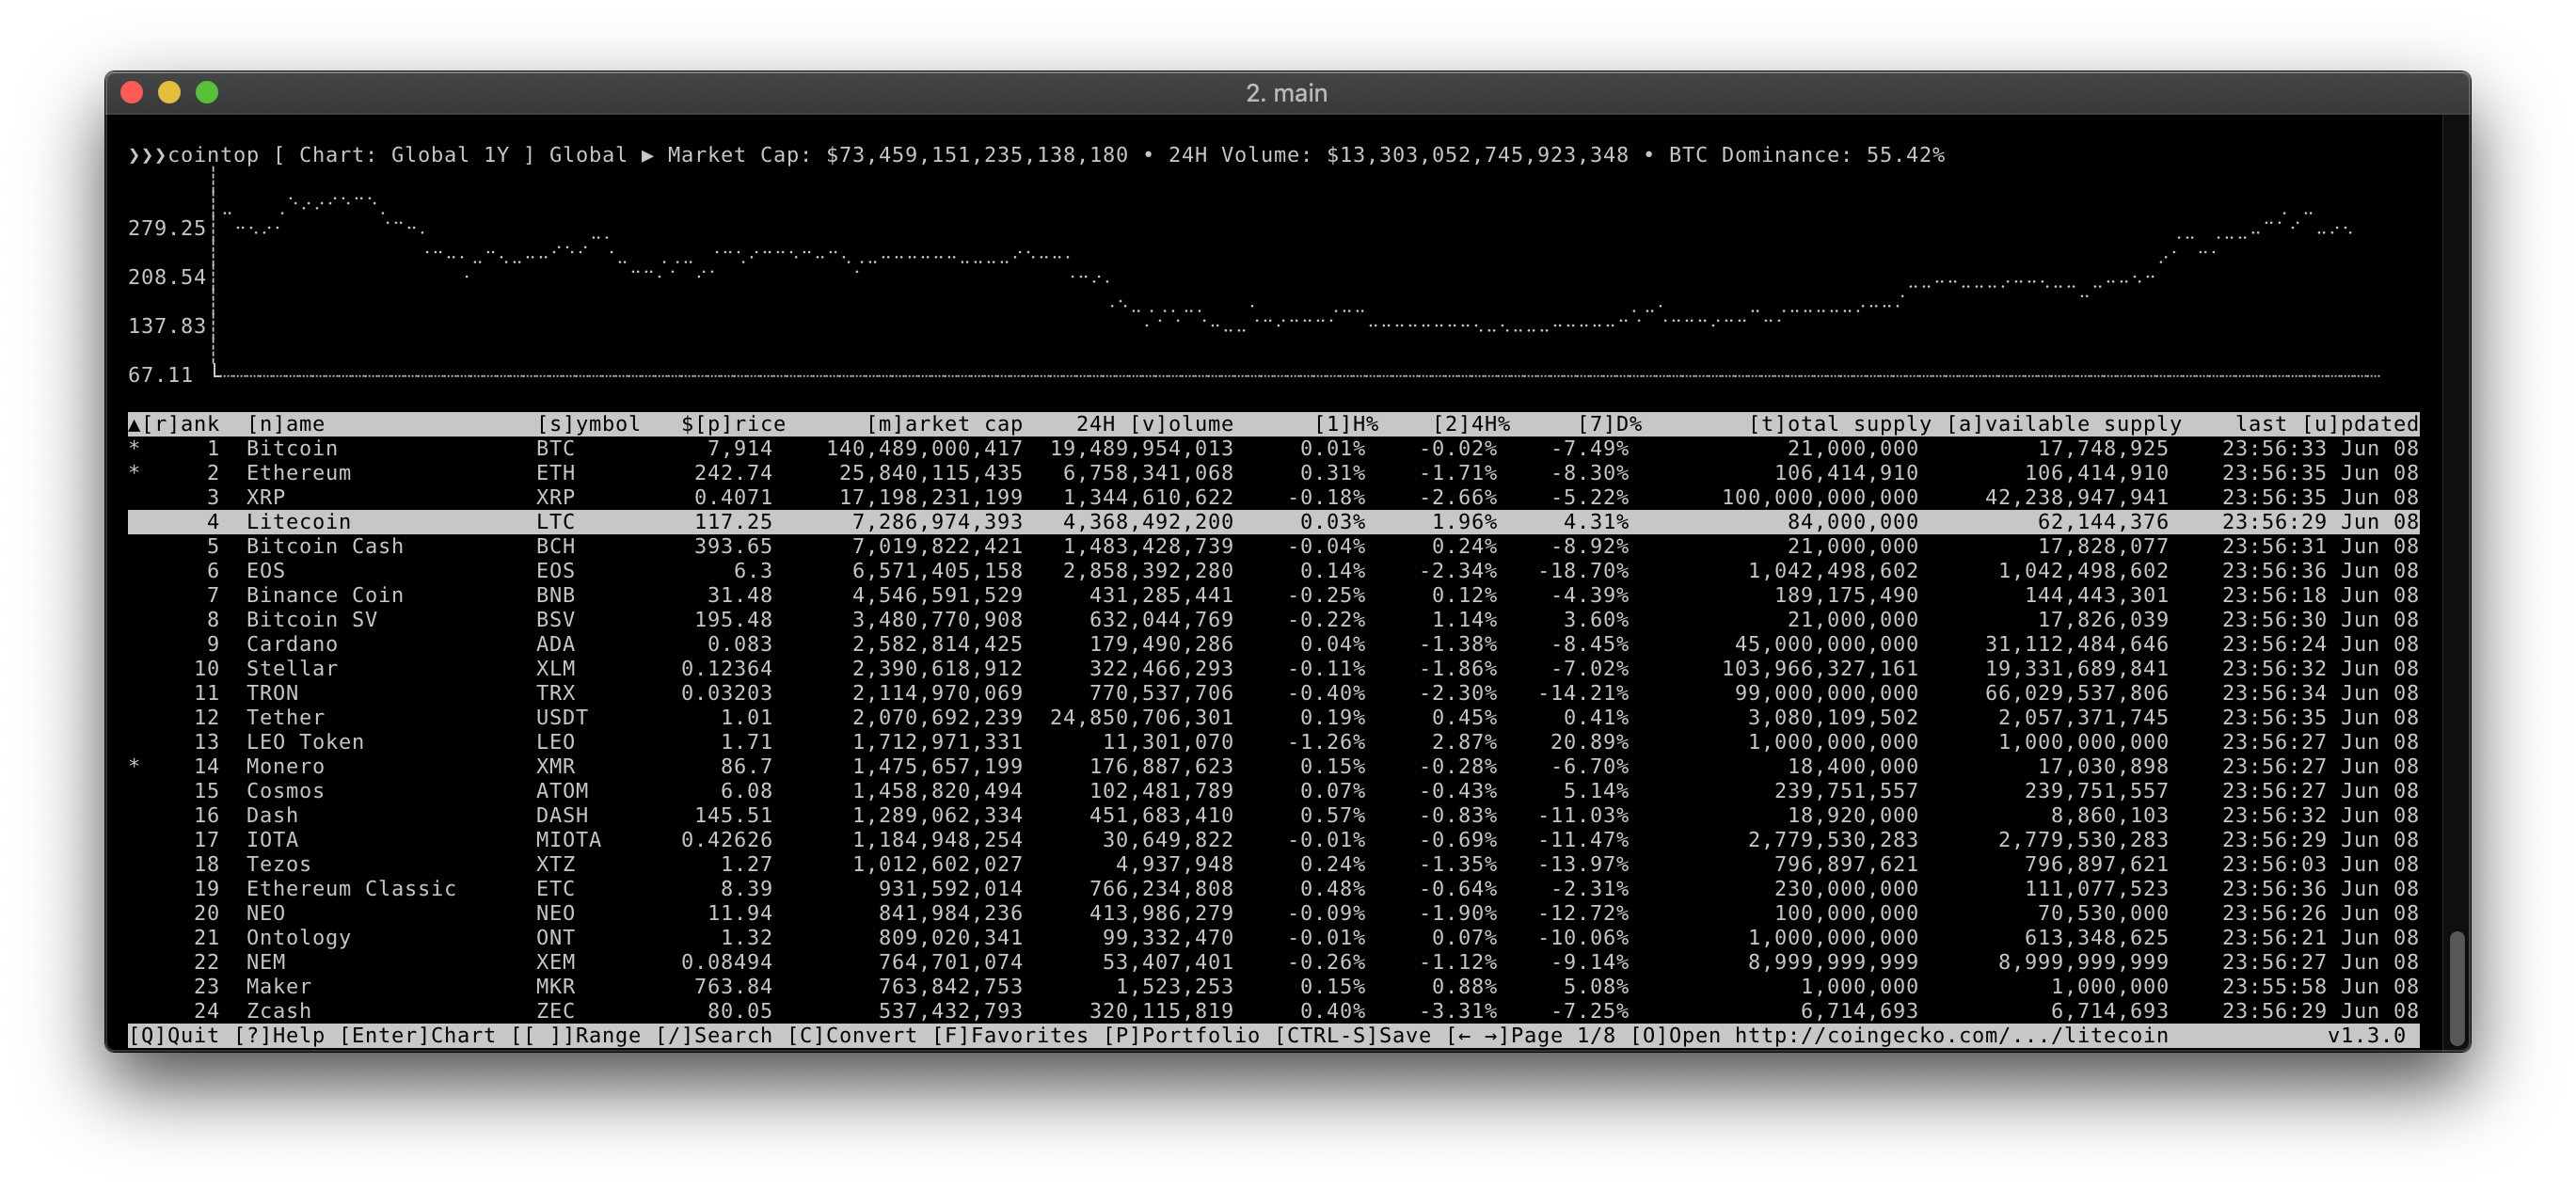 2. main
❯❯❯cointop [ Chart: Global 1Y ] Global ▶ Market Cap: $73,459,151,235,138,180 • 24H Volume: $13,303,052,745,923,348 • BTC Dominance: 55.42%
279.25
208.54
137.83
67.11
▲[r]ank [n]ame [s]ymbol $[p]rice [m]arket cap 24H [v]olume [1]H% [2]4H% [7]D% [t]otal supply [a]vailable supply last [u]pdated
* 1 Bitcoin BTC 7,914 140,489,000,417 19,489,954,013 0.01% -0.02% -7.49% 21,000,000 17,748,925 23:56:33 Jun 08
* 2 Ethereum ETH 242.74 25,840,115,435 6,758,341,068 0.31% -1.71% -8.30% 106,414,910 106,414,910 23:56:35 Jun 08
3 XRP XRP 0.4071 17,198,231,199 1,344,610,622 -0.18% -2.66% -5.22% 100,000,000,000 42,238,947,941 23:56:35 Jun 08
4 Litecoin LTC 117.25 7,286,974,393 4,368,492,200 0.03% 1.96% 4.31% 84,000,000 62,144,376 23:56:29 Jun 08
5 Bitcoin Cash BCH 393.65 7,019,822,421 1,483,428,739 -0.04% 0.24% -8.92% 21,000,000 17,828,077 23:56:31 Jun 08
6 EOS EOS 6.3 6,571,405,158 2,858,392,280 0.14% -2.34% -18.70% 1,042,498,602 1,042,498,602 23:56:36 Jun 08
7 Binance Coin BNB 31.48 4,546,591,529 431,285,441 -0.25% 0.12% -4.39% 189,175,490 144,443,301 23:56:18 Jun 08
8 Bitcoin SV BSV 195.48 3,480,770,908 632,044,769 -0.22% 1.14% 3.60% 21,000,000 17,826,039 23:56:30 Jun 08
9 Cardano ADA 0.083 2,582,814,425 179,490,286 0.04% -1.38% -8.45% 45,000,000,000 31,112,484,646 23:56:24 Jun 08
10 Stellar XLM 0.12364 2,390,618,912 322,466,293 -0.11% -1.86% -7.02% 103,966,327,161 19,331,689,841 23:56:32 Jun 08
11 TRON TRX 0.03203 2,114,970,069 770,537,706 -0.40% -2.30% -14.21% 99,000,000,000 66,029,537,806 23:56:34 Jun 08
12 Tether USDT 1.01 2,070,692,239 24,850,706,301 0.19% 0.45% 0.41% 3,080,109,502 2,057,371,745 23:56:35 Jun 08
13 LEO Token LEO 1.71 1,712,971,331 11,301,070 -1.26% 2.87% 20.89% 1,000,000,000 1,000,000,000 23:56:27 Jun 08
* 14 Monero XMR 86.7 1,475,657,199 176,887,623 0.15% -0.28% -6.70% 18,400,000 17,030,898 23:56:27 Jun 08
15 Cosmos ATOM 6.08 1,458,820,494 102,481,789 0.07% -0.43% 5.14% 239,751,557 239,751,557 23:56:27 Jun 08
16 Dash DASH 145.51 1,289,062,334 451,683,410 0.57% -0.83% -11.03% 18,920,000 8,860,103 23:56:32 Jun 08
17 IOTA MIOTA 0.42626 1,184,948,254 30,649,822 -0.01% -0.69% -11.47% 2,779,530,283 2,779,530,283 23:56:29 Jun 08
18 Tezos XTZ 1.27 1,012,602,027 4,937,948 0.24% -1.35% -13.97% 796,897,621 796,897,621 23:56:03 Jun 08
19 Ethereum Classic ETC 8.39 931,592,014 766,234,808 0.48% -0.64% -2.31% 230,000,000 111,077,523 23:56:36 Jun 08
20 NEO NEO 11.94 841,984,236 413,986,279 -0.09% -1.90% -12.72% 100,000,000 70,530,000 23:56:26 Jun 08
21 Ontology ONT 1.32 809,020,341 99,332,470 -0.01% 0.07% -10.06% 1,000,000,000 613,348,625 23:56:21 Jun 08
22 NEM XEM 0.08494 764,701,074 53,407,401 -0.26% -1.12% -9.14% 8,999,999,999 8,999,999,999 23:56:27 Jun 08
23 Maker MKR 763.84 763,842,753 1,523,253 0.15% 0.88% 5.08% 1,000,000 1,000,000 23:55:58 Jun 08
24 Zcash ZEC 80.05 537,432,793 320,115,819 0.40% -3.31% -7.25% 6,714,693 6,714,693 23:56:29 Jun 08
[Q]Quit [?]Help [Enter]Chart [[ ]]Range [/]Search [C]Convert [F]Favorites [P]Portfolio [CTRL-S]Save [← →]Page 1/8 [O]Open http://coingecko.com/.../litecoin v1.3.0